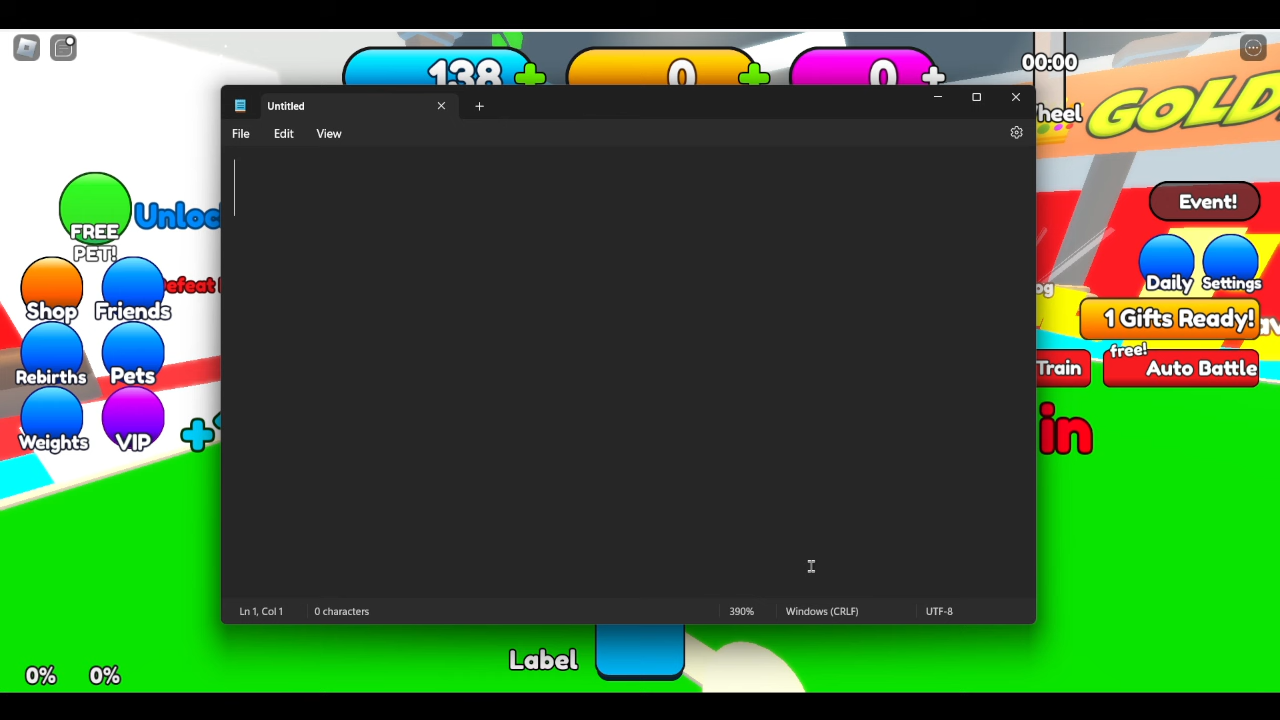 138
0
0
00:00
Wheel
GOLD
Untitled
File
Edit
View
FREE
PET!
Unloc
Defeat
Shop
Friends
Rebirths
Pets
Weights
VIP
+
Event!
Daily
Settings
1 Gifts Ready!
Train
free!
Auto Battle
in
Ln 1, Col 1
0 characters
390%
Windows (CRLF)
UTF-8
Label
0%
0%